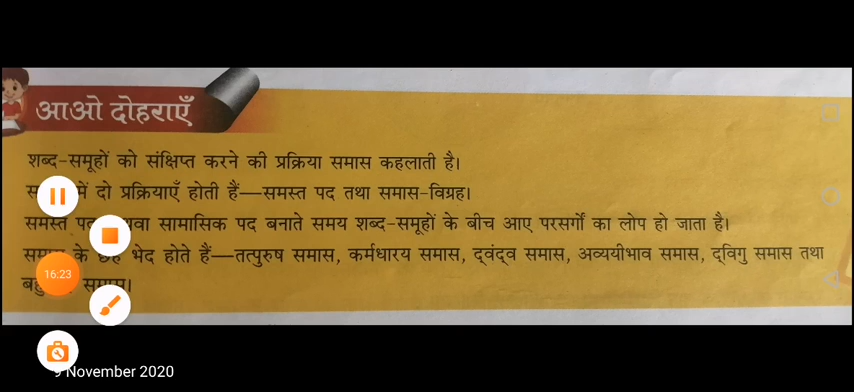 आओ दोहराएँ
शब्द-समूहों को संक्षिप्त करने की प्रक्रिया समास कहलाती है।
में दो प्रक्रियाएँ होती हैं—समस्त पद तथा समास-विग्रह।
समस्त सामासिक पद बनाते समय शब्द-समूहों के बीच आए परसर्गों का लोप हो जाता है।
के भेद होते हैं—तत्पुरुष समास, कर्मधारय समास, द्वंद्व समास, अव्ययीभाव समास, द्विगु समास तथा
16:23
November 2020